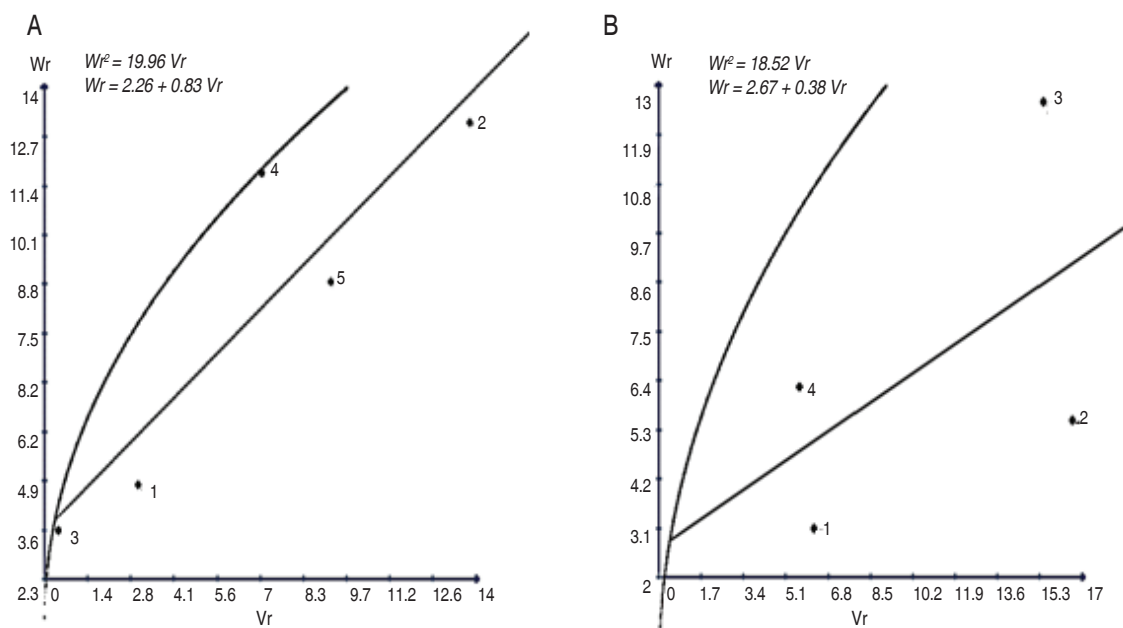 A
Wr
Wr² = 19.96 Vr
Wr = 2.26 + 0.83 Vr
14
12.7
11.4
10.1
8.8
7.5
8.2
6.2
4.9
3.6
2.3
2
4
5
1
3
0 1.4 2.8 4.1 5.6 7 8.3 9.7 11.2 12.6 14
Vr
B
Wr
Wr² = 18.52 Vr
Wr = 2.67 + 0.38 Vr
13
11.9
10.8
9.7
8.6
7.5
6.4
5.3
4.2
3.1
2
3
4
2
1
0 1.7 3.4 5.1 6.8 8.5 10.2 11.9 13.6 15.3 17
Vr